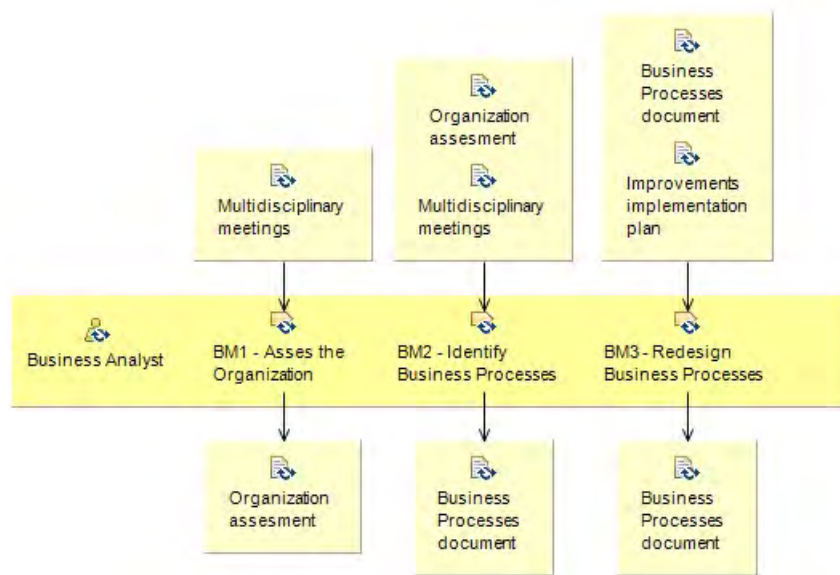 Multidisciplinary
meetings
Organization
assesment
Multidisciplinary
meetings
Business
Processes
document
Improvements
implementation
plan
Business Analyst
BM1 - Asses the
Organization
BM2 - Identify
Business Processes
BM3 - Redesign
Business Processes
Organization
assesment
Business
Processes
document
Business
Processes
document